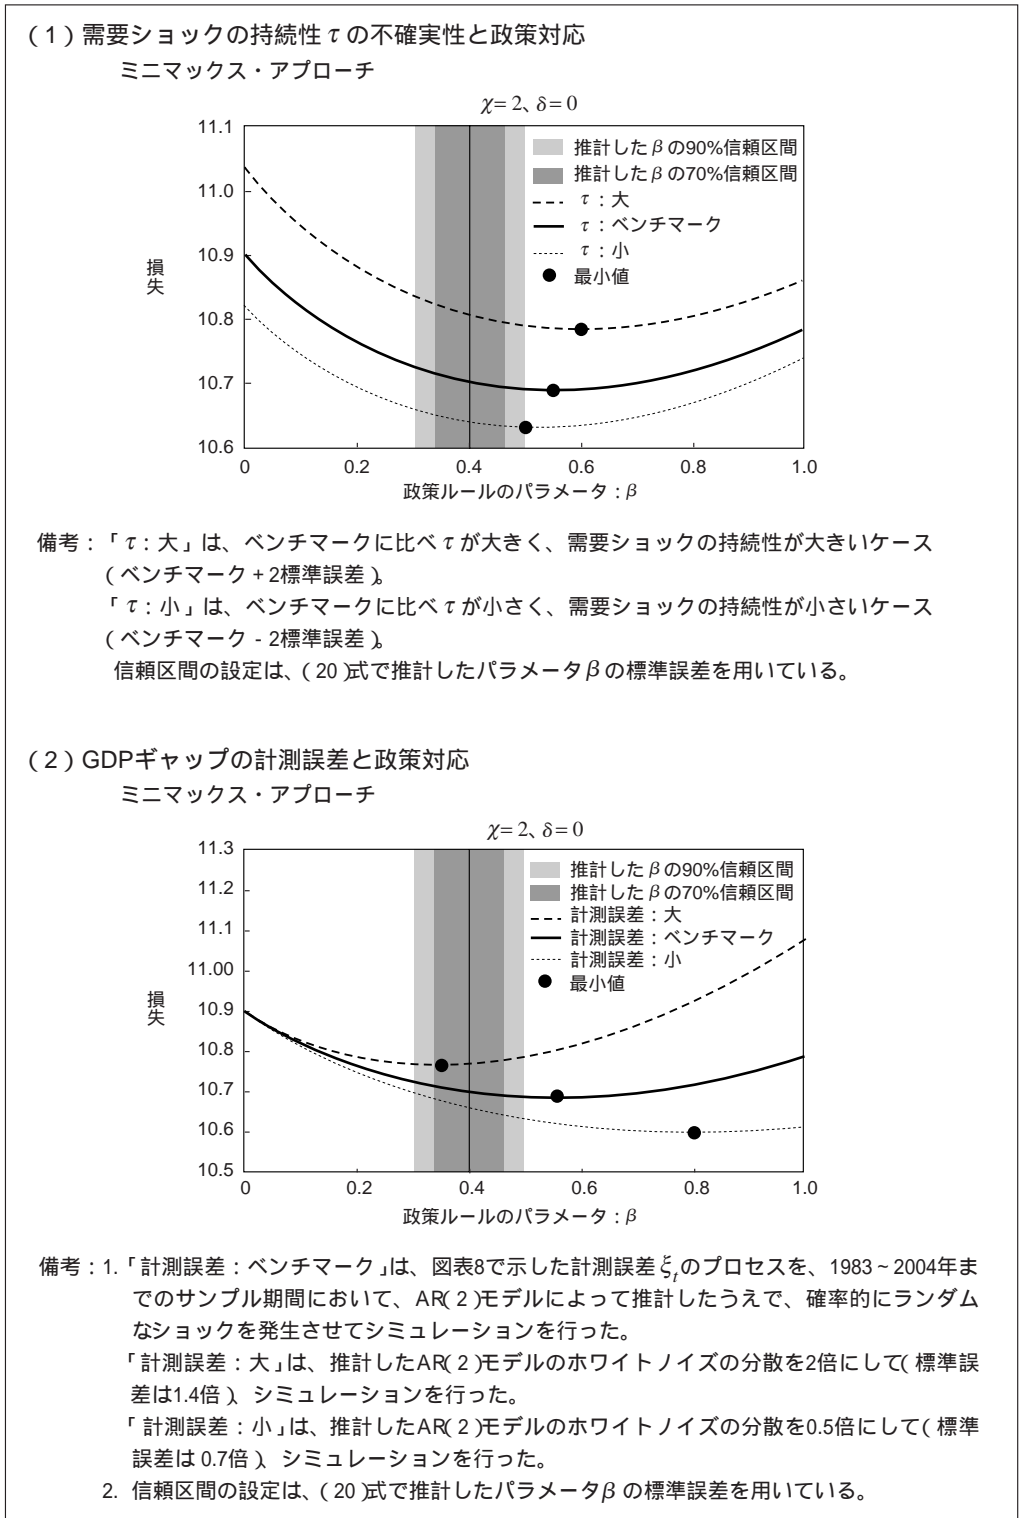 （1）需要ショックの持続性τの不確実性と政策対応
ミニマックス・アプローチ
χ= 2、δ= 0
11.1
11.0
10.9
10.8
10.7
10.6
損失
推計したβの90%信頼区間
推計したβの70%信頼区間
τ：大
τ：ベンチマーク
τ：小
最小値
0
0.2
0.4
0.6
0.8
1.0
政策ルールのパラメータ：β
備考：「τ：大」は、ベンチマークに比べτが大きく、需要ショックの持続性が大きいケース
（ベンチマーク + 2標準誤差）。
「τ：小」は、ベンチマークに比べτが小さく、需要ショックの持続性が小さいケース
（ベンチマーク - 2標準誤差）。
信頼区間の設定は、（20）式で推計したパラメータβの標準誤差を用いている。
（2）GDPギャップの計測誤差と政策対応
ミニマックス・アプローチ
χ= 2、δ= 0
11.3
11.2
11.1
11.00
10.9
10.8
10.7
10.6
10.5
損失
推計したβの90%信頼区間
推計したβの70%信頼区間
計測誤差：大
計測誤差：ベンチマーク
計測誤差：小
最小値
0
0.2
0.4
0.6
0.8
1.0
政策ルールのパラメータ：β
備考：1.「計測誤差：ベンチマーク」は、図表8で示した計測誤差ξtのプロセスを、1983~2004年ま
でのサンプル期間において、AR（2）モデルによって推計したうえで、確率的にランダム
なショックを発生させてシミュレーションを行った。
「計測誤差：大」は、推計したAR（2）モデルのホワイトノイズの分散を2倍にして（標準誤
差は1.4倍）、シミュレーションを行った。
「計測誤差：小」は、推計したAR（2）モデルのホワイトノイズの分散を0.5倍にして（標準
誤差は 0.7倍）、シミュレーションを行った。
2. 信頼区間の設定は、（20）式で推計したパラメータβの標準誤差を用いている。